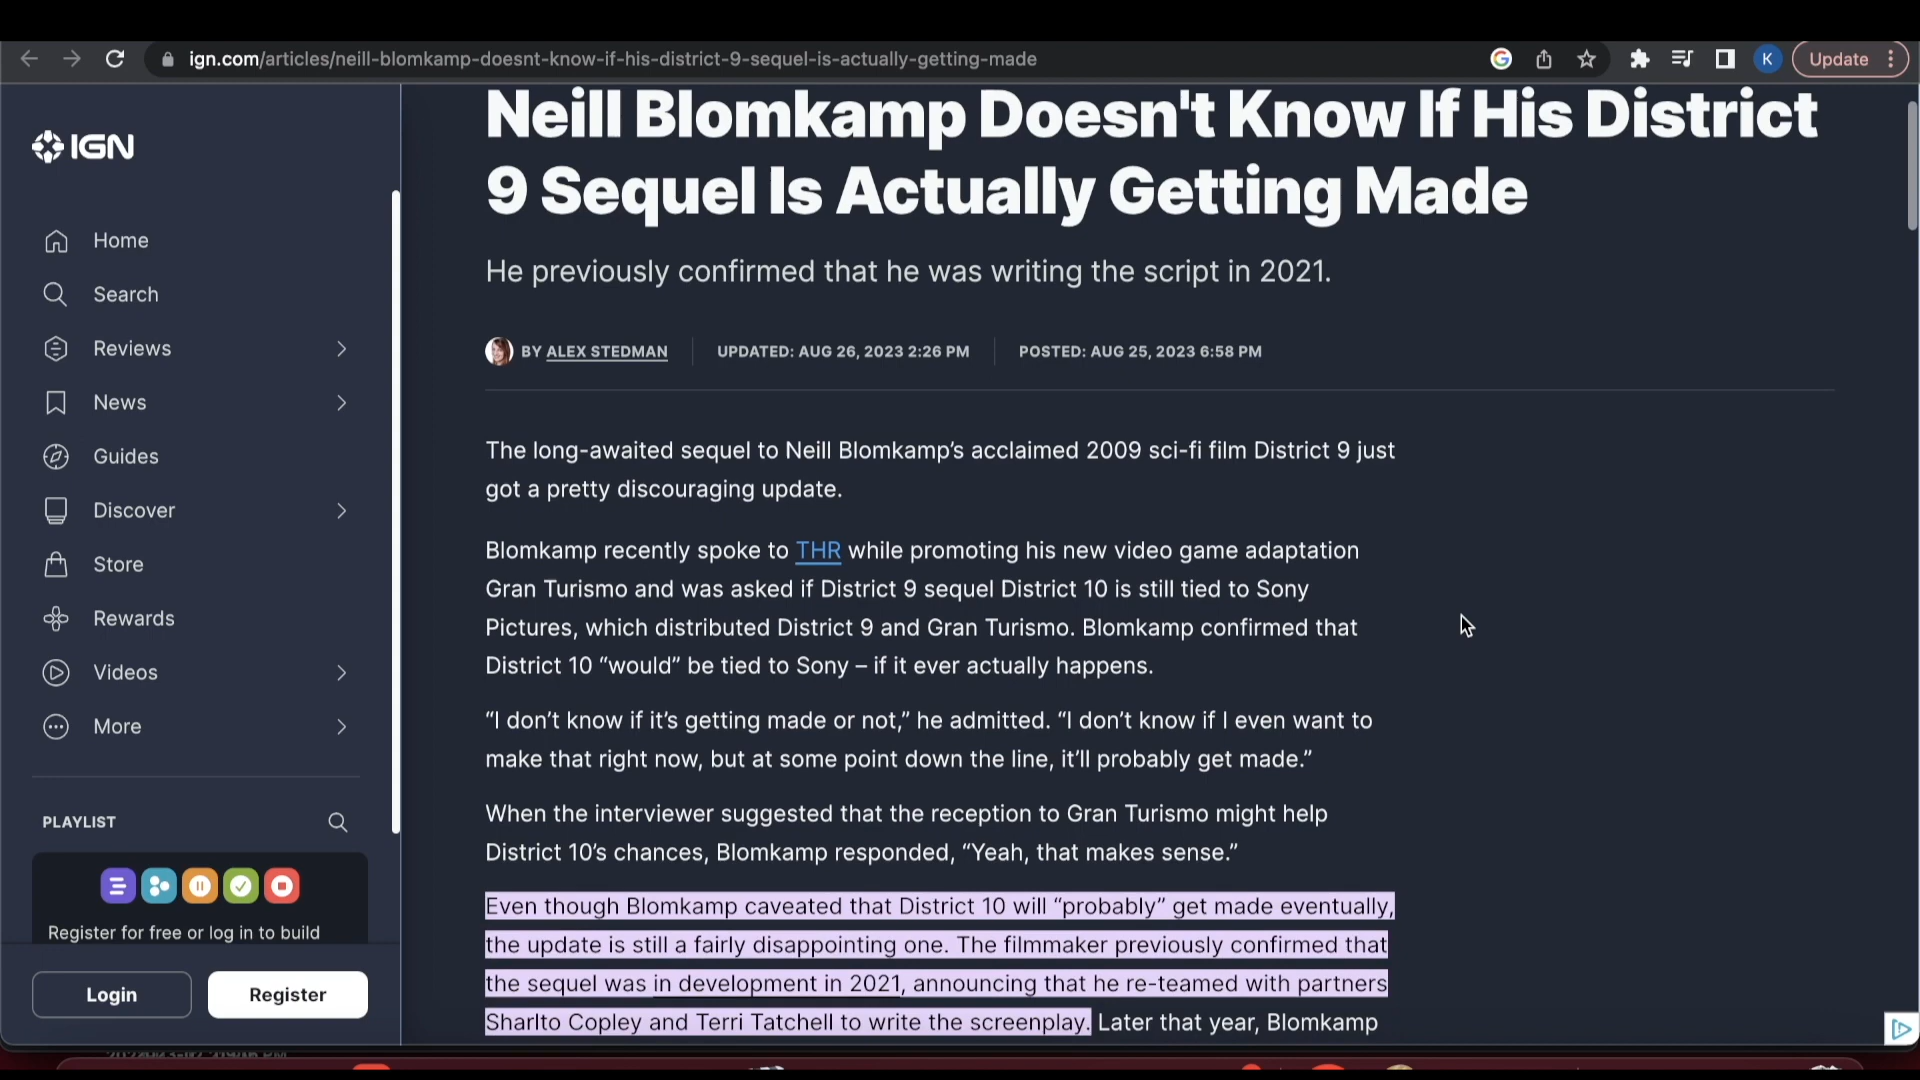 ign.com/articles/neill-blomkamp-doesnt-know-if-his-district-9-sequel-is-actually-getting-made
K
Update
IGN
Home
Search
Reviews
News
Guides
Discover
Store
Rewards
Videos
More
PLAYLIST
Register for free or log in to build
Login
Register
Neill Blomkamp Doesn't Know If His District
9 Sequel Is Actually Getting Made
He previously confirmed that he was writing the script in 2021.
BY ALEX STEDMAN
UPDATED: AUG 26, 2023 2:26 PM
POSTED: AUG 25, 2023 6:58 PM
The long-awaited sequel to Neill Blomkamp’s acclaimed 2009 sci-fi film District 9 just
got a pretty discouraging update.
Blomkamp recently spoke to THR while promoting his new video game adaptation
Gran Turismo and was asked if District 9 sequel District 10 is still tied to Sony
Pictures, which distributed District 9 and Gran Turismo. Blomkamp confirmed that
District 10 “would” be tied to Sony – if it ever actually happens.
“I don’t know if it’s getting made or not,” he admitted. “I don’t know if I even want to
make that right now, but at some point down the line, it’ll probably get made.”
When the interviewer suggested that the reception to Gran Turismo might help
District 10’s chances, Blomkamp responded, “Yeah, that makes sense.”
Even though Blomkamp caveated that District 10 will “probably” get made eventually,
the update is still a fairly disappointing one. The filmmaker previously confirmed that
the sequel was in development in 2021, announcing that he re-teamed with partners
Sharlto Copley and Terri Tatchell to write the screenplay. Later that year, Blomkamp